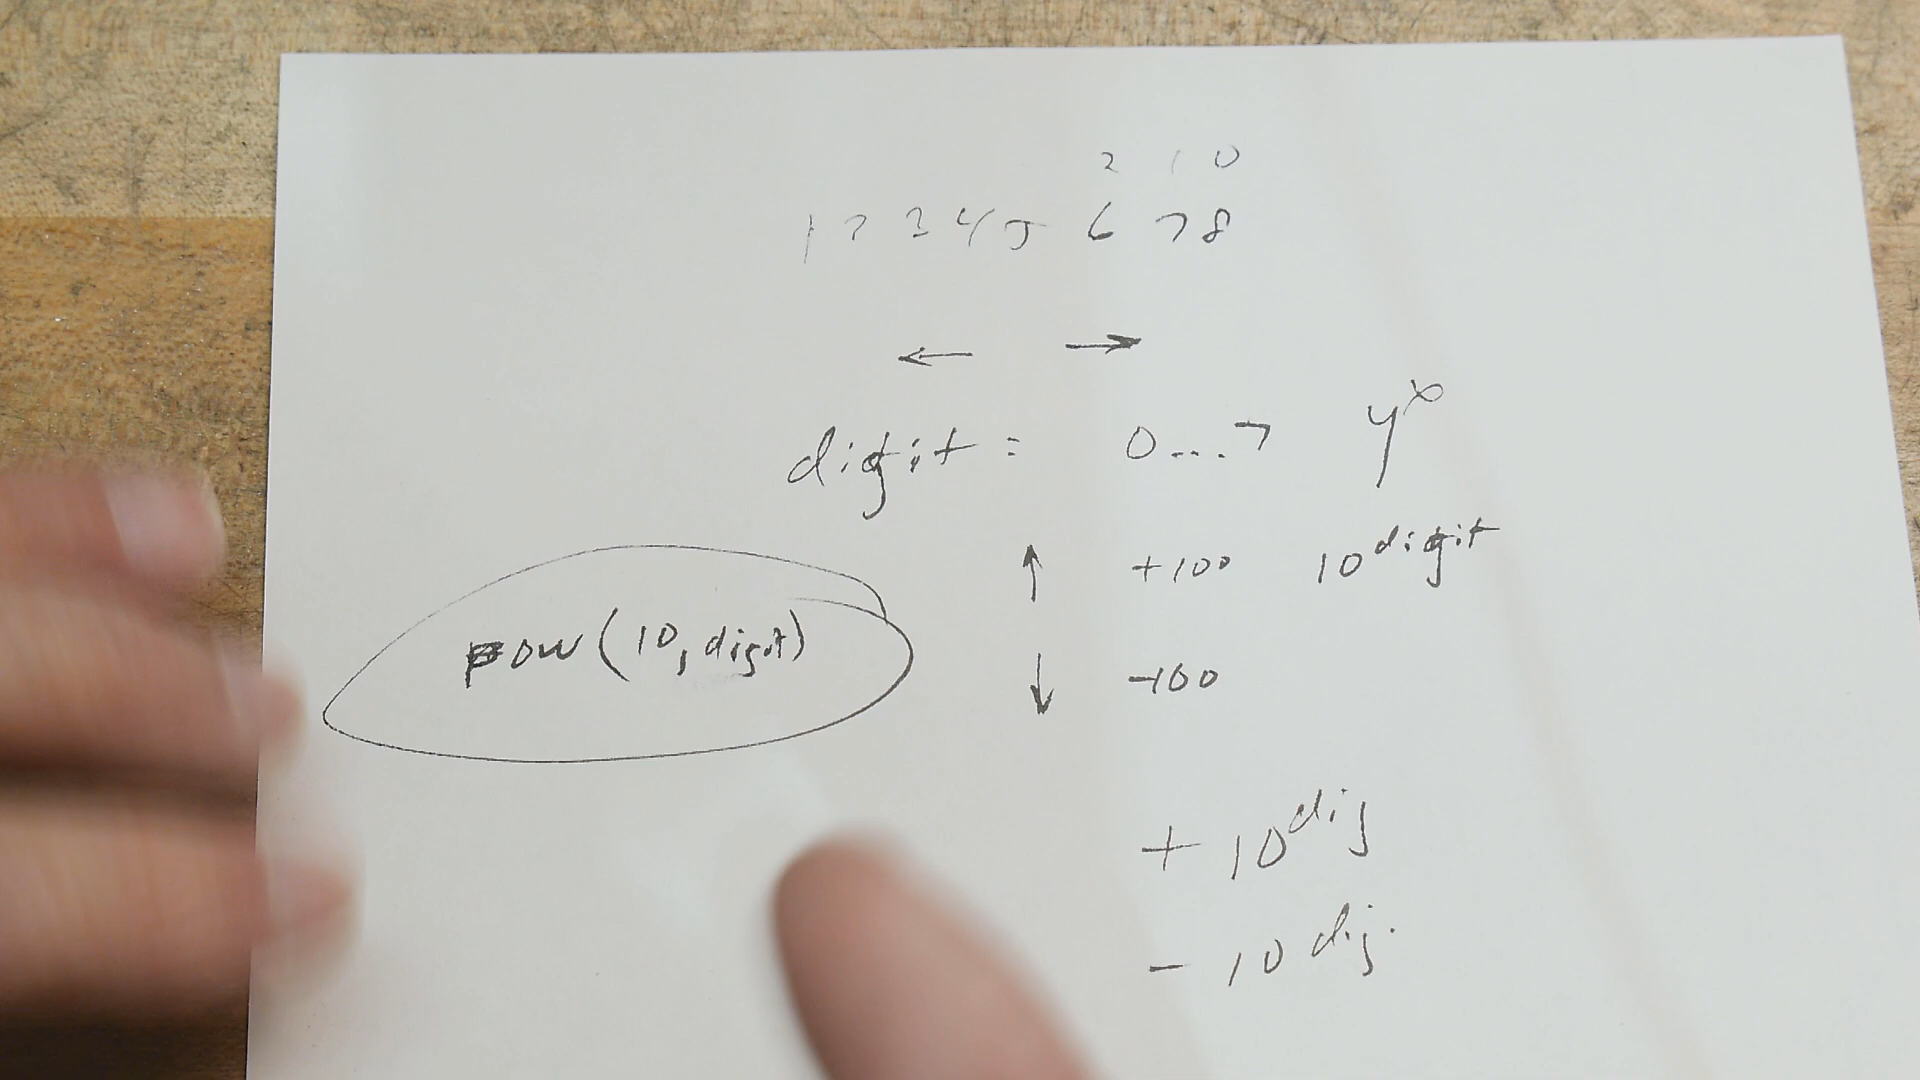 2 1 0
1 2 3 4 5 6 7 8
← →
digit = 0...7 y^x
↑ +100 10^digit
pow(10, digit)
↓ -100
+ 10^dig
- 10^dig.